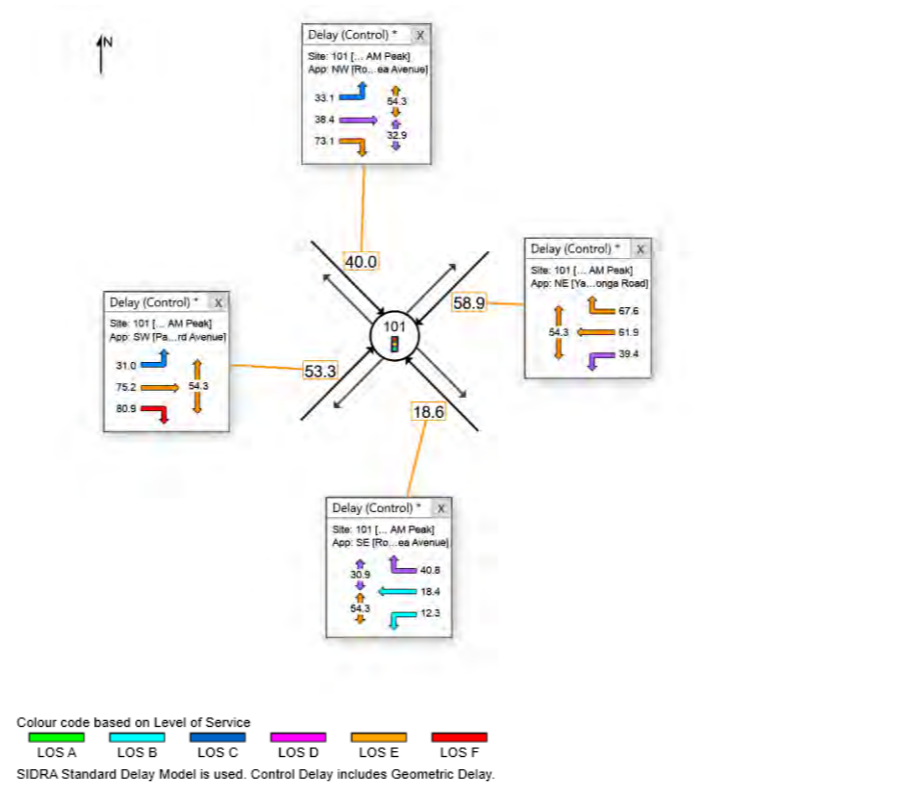 N
Delay (Control) * X
Site: 101 [... AM Peak]
App: NW [Ro... ea Avenue]
33.1
54.3
38.4
32.9
73.1
40.0
Delay (Control) * X
Site: 101 [... AM Peak]
App: NE [Ya...onga Road]
67.6
54.3
61.9
39.4
58.9
101
Delay (Control) * X
Site: 101 [... AM Peak]
App: SW [Pa...rd Avenue]
31.0
75.2
54.3
80.9
53.3
18.6
Delay (Control) * X
Site: 101 [... AM Peak]
App: SE [Ro...ea Avenue]
30.9
40.8
18.4
54.3
12.3
Colour code based on Level of Service
LOS A LOS B LOS C LOS D LOS E LOS F
SIDRA Standard Delay Model is used. Control Delay includes Geometric Delay.